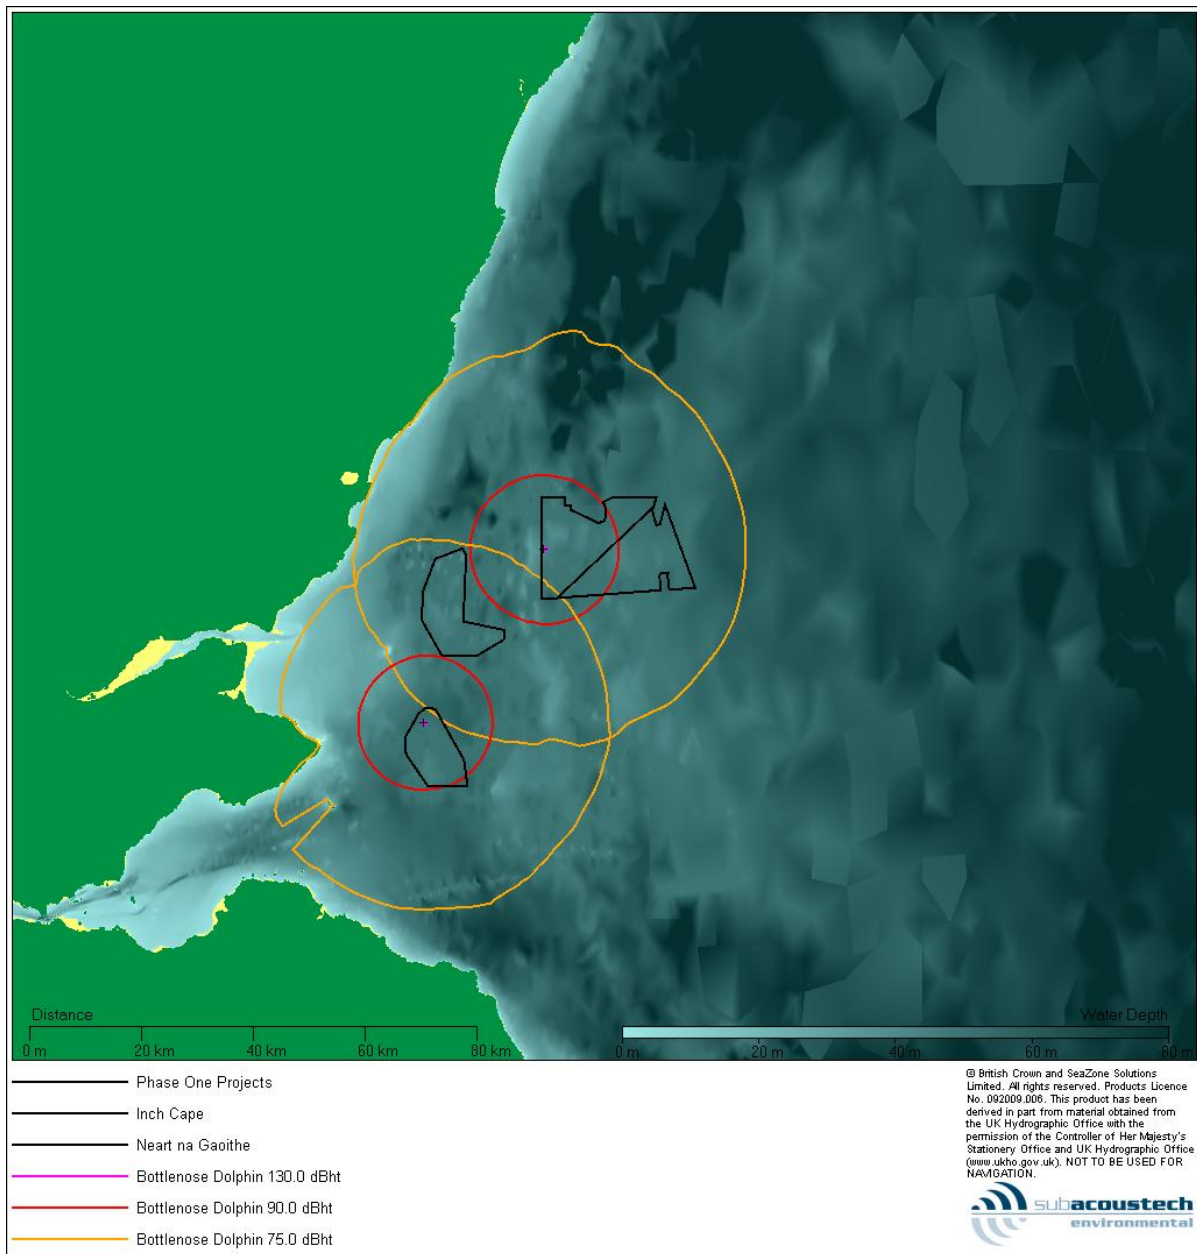 Distance
0 m 20 km 40 km 60 km 80 km
Water Depth
0 m 20 m 40 m 60 m 80 m
Phase One Projects
Inch Cape
Neart na Gaoithe
Bottlenose Dolphin 130.0 dBht
Bottlenose Dolphin 90.0 dBht
Bottlenose Dolphin 75.0 dBht
© British Crown and SeaZone Solutions
Limited. All rights reserved. Products Licence
No. 092009.006. This product has been
derived in part from material obtained from
the UK Hydrographic Office with the
permission of the Controller of Her Majesty's
Stationery Office and UK Hydrographic Office
(www.ukho.gov.uk). NOT TO BE USED FOR
NAVIGATION.
subacoustech
environmental